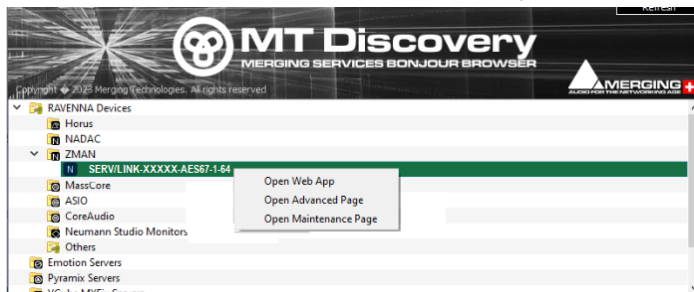 Refresh
MT Discovery
MERGING SERVICES BONJOUR BROWSER
Copyright � 2023 Merging Technologies. All rights reserved
MERGING
AUDIO FOR THE NETWORKING AGE
RAVENNA Devices
Horus
NADAC
ZMAN
N SERV/LINK-XXXXX-AES67-1-64
Open Web App
Open Advanced Page
Open Maintenance Page
MassCore
ASIO
CoreAudio
Neumann Studio Monitors
Others
Emotion Servers
Pyramix Servers